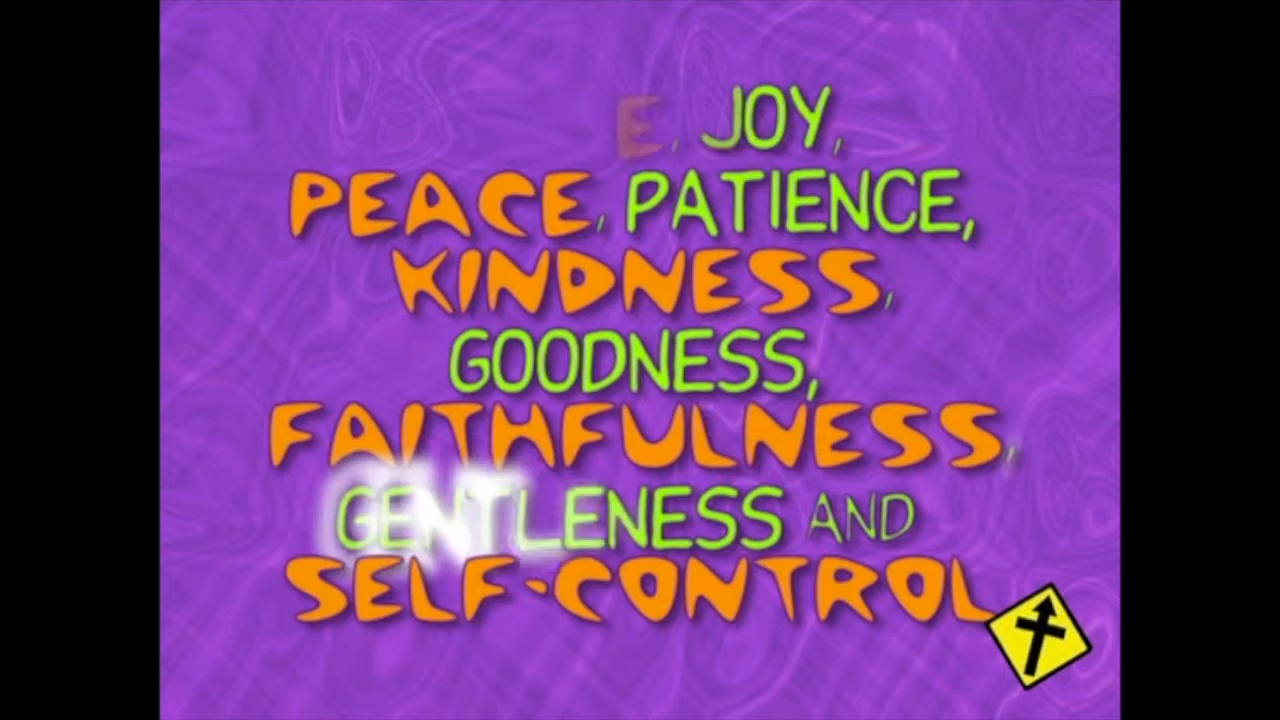 E, JOY,
PEACE, PATIENCE,
KINDNESS,
GOODNESS,
FAITHFULNESS,
GENTLENESS AND
SELF-CONTROL